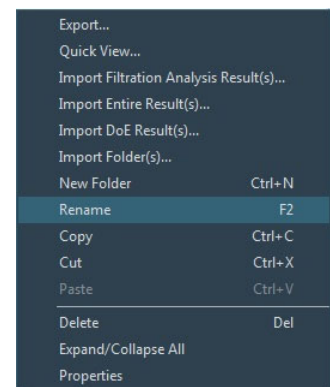 Export...
Quick View...
Import Filtration Analysis Result(s)...
Import Entire Result(s)...
Import DoE Result(s)...
Import Folder(s)...
New Folder Ctrl+N
Rename F2
Copy Ctrl+C
Cut Ctrl+X
Paste Ctrl+V
Delete Del
Expand/Collapse All
Properties